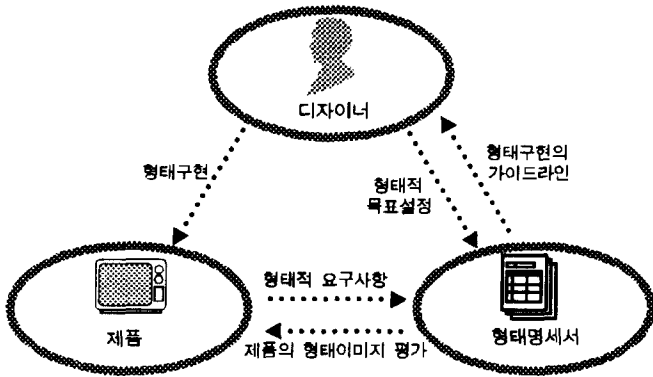 디자이너
형태구현
형태적
목표설정
형태구현의
가이드라인
제품
형태적 요구사항
제품의 형태이미지 평가
형태명세서